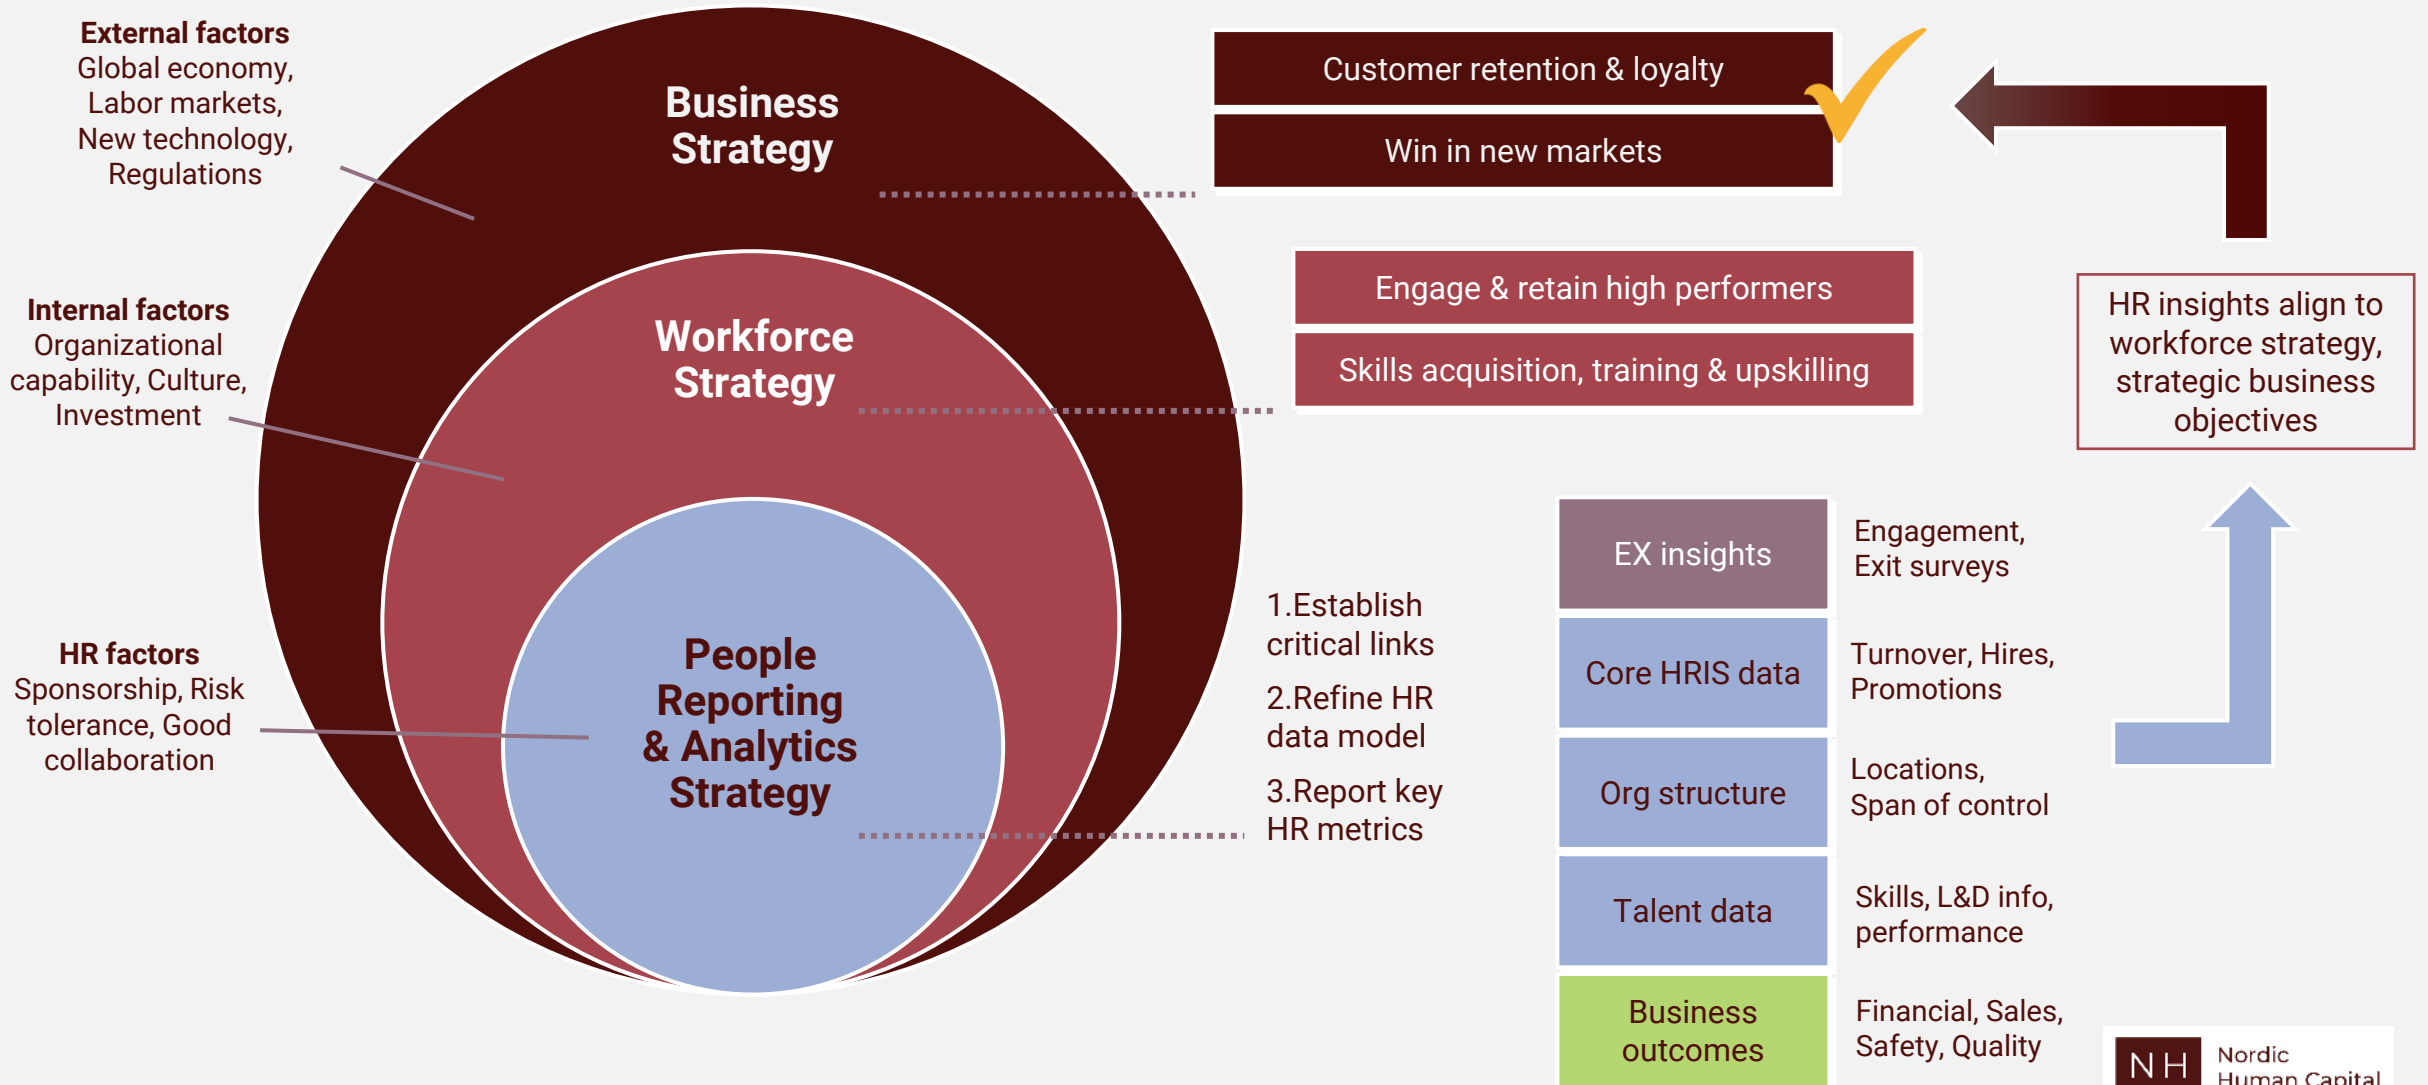 External factors
Global economy,
Labor markets,
New technology,
Regulations
Internal factors
Organizational
capability, Culture,
Investment
HR factors
Sponsorship, Risk
tolerance, Good
collaboration
Business
Strategy
Workforce
Strategy
People
Reporting
& Analytics
Strategy
Customer retention & loyalty
Win in new markets
Engage & retain high performers
Skills acquisition, training & upskilling
1.Establish
critical links
2.Refine HR
data model
3.Report key
HR metrics
EX insights
Engagement,
Exit surveys
Core HRIS data
Turnover, Hires,
Promotions
Org structure
Locations,
Span of control
Talent data
Skills, L&D info,
performance
Business
outcomes
Financial, Sales,
Safety, Quality
HR insights align to
workforce strategy,
strategic business
objectives
NH
Nordic
Human Capital